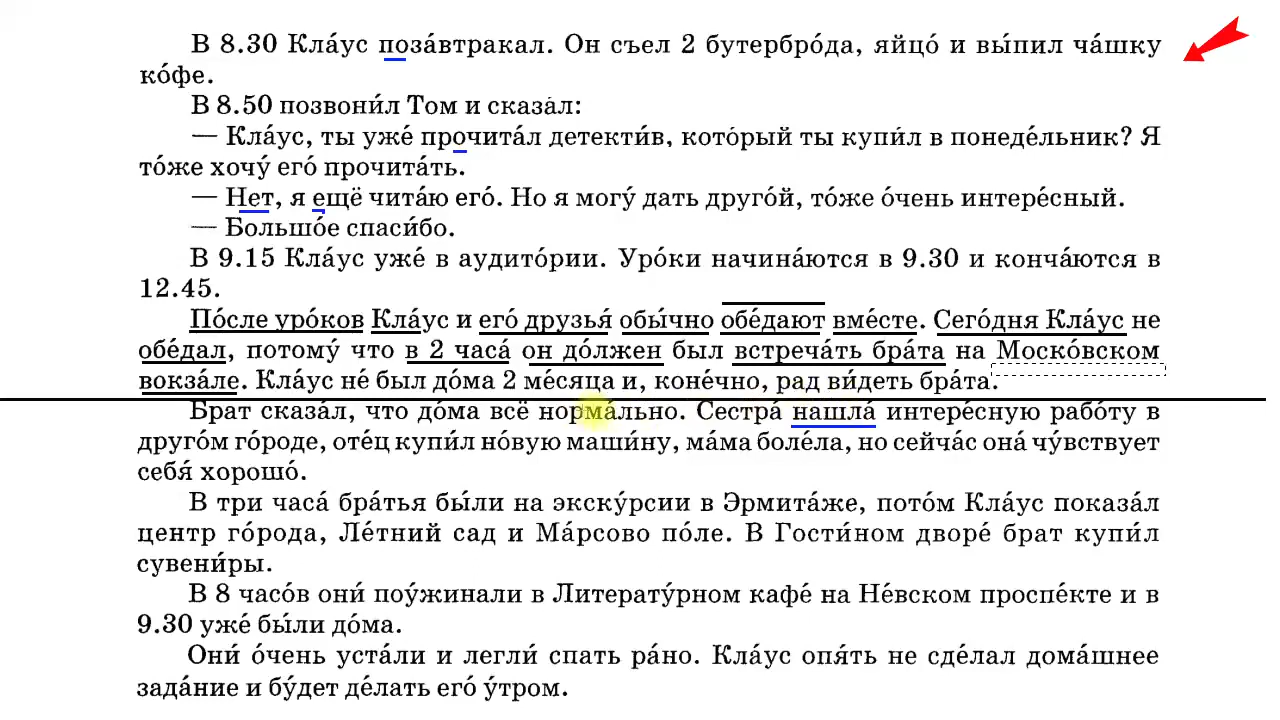 В 8.30 Кла́ус поза́втракал. Он съел 2 бутербро́да, яйцо́ и вы́пил ча́шку
ко́фе.
В 8.50 позвони́л Том и сказа́л:
— Кла́ус, ты уже́ прочита́л детекти́в, кото́рый ты купи́л в понеде́льник? Я
то́же хочу́ его́ прочита́ть.
— Нет, я ещё чита́ю его́. Но я могу́ дать друго́й, то́же о́чень интере́сный.
— Большо́е спаси́бо.
В 9.15 Кла́ус уже́ в аудито́рии. Уро́ки начина́ются в 9.30 и конча́ются в
12.45.
По́сле уро́ков Кла́ус и его́ друзья́ обы́чно обе́дают вме́сте. Сего́дня Кла́ус не
обе́дал, потому́ что в 2 часа́ он до́лжен был встреча́ть бра́та на Моско́вском
вокза́ле. Кла́ус не́ был до́ма 2 ме́сяца и, коне́чно, рад ви́деть бра́та.
Брат сказа́л, что до́ма всё норма́льно. Сестра́ нашла́ интере́сную рабо́ту в
друго́м го́роде, оте́ц купи́л но́вую маши́ну, ма́ма боле́ла, но сейча́с она́ чу́вствует
себя́ хорошо́.
В три часа́ бра́тья бы́ли на экску́рсии в Эрмита́же, пото́м Кла́ус показа́л
центр го́рода, Ле́тний сад и Ма́рсово по́ле. В Гости́ном дворе́ брат купи́л
сувени́ры.
В 8 часо́в они́ поу́жинали в Литерату́рном кафе́ на Не́вском проспе́кте и в
9.30 уже́ бы́ли до́ма.
Они́ о́чень уста́ли и легли́ спать ра́но. Кла́ус опя́ть не сде́лал дома́шнее
зада́ние и бу́дет де́лать его́ у́тром.